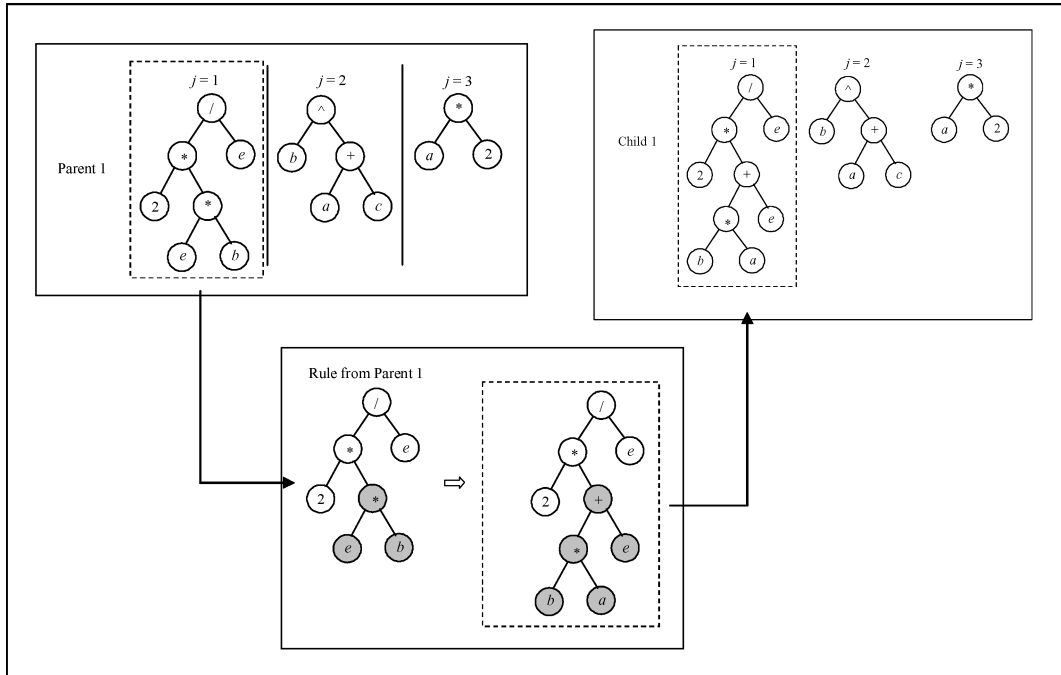 Parent 1
j = 1
/
* e
2 *
e b
j = 2
^
b +
a c
j = 3
*
a 2
Child 1
j = 1
/
* e
2 +
* e
b a
j = 2
^
b +
a c
j = 3
*
a 2
Rule from Parent 1
/
* e
2 *
e b
⇨
/
* e
2 +
* e
b a